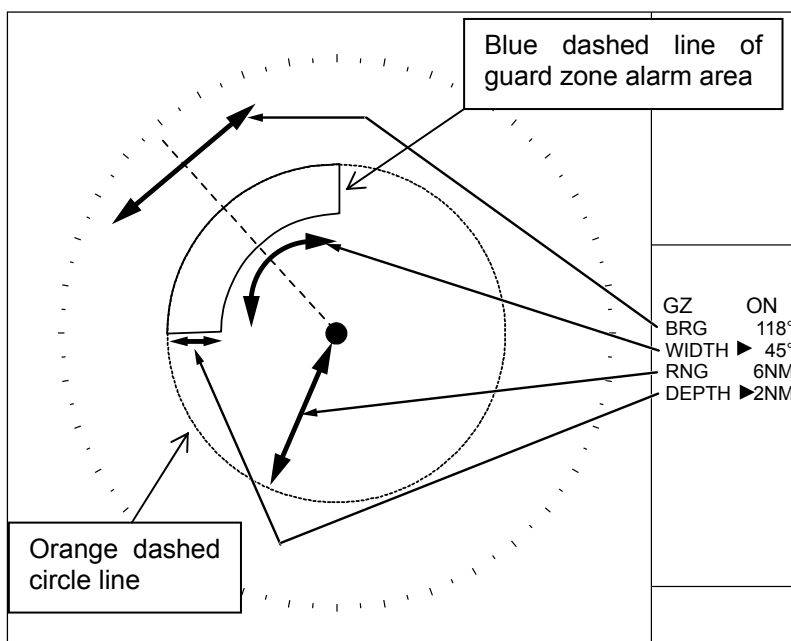 Blue dashed line of
guard zone alarm area
GZ ON
BRG 118°
WIDTH ► 45°
RNG 6NM
DEPTH ►2NM
Orange dashed
circle line